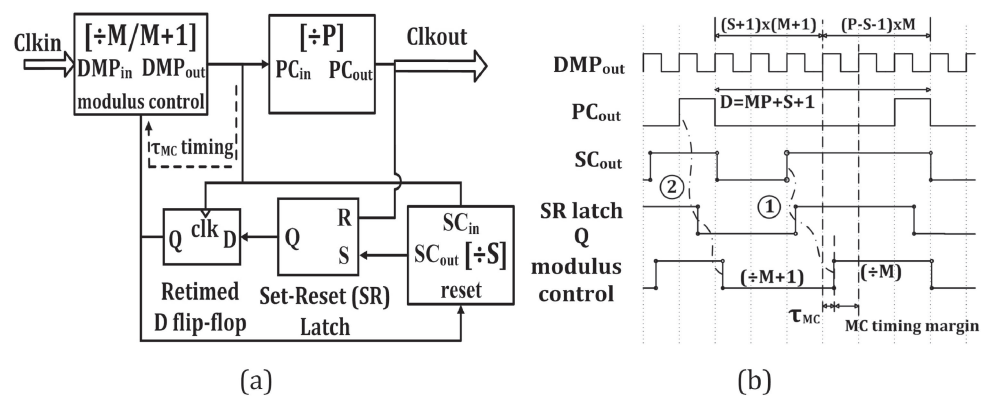 Clkin
[÷M/M+1]
DMPin DMPout
modulus control
[÷P]
PCin PCout
Clkout
τMC timing
Q clk D
Retimed
D flip-flop
Q R
S
Set-Reset (SR)
Latch
SCin
SCout [÷S]
reset
(a)
(S+1)x(M+1) (P-S-1)xM
DMPout
D=MP+S+1
PCout
SCout
② ①
SR latch
Q
modulus
control
(÷M+1) (÷M)
τMC MC timing margin
(b)